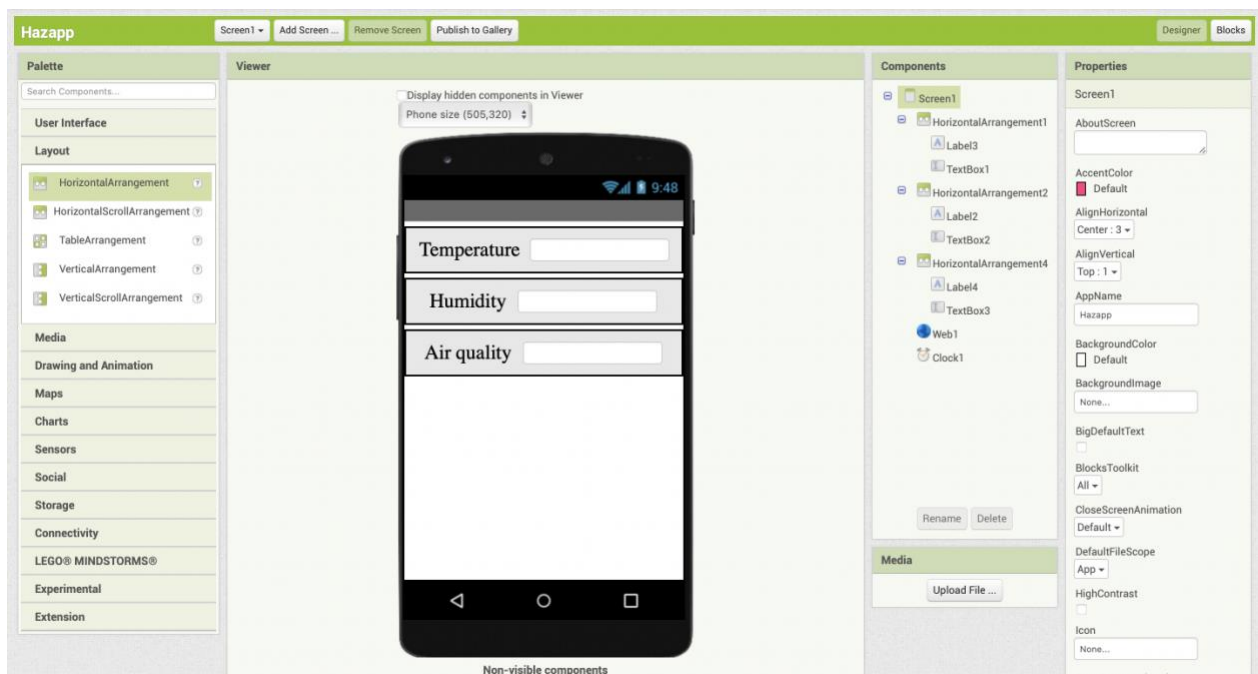 Hazapp
Screen1
Add Screen ...
Remove Screen
Publish to Gallery
Designer
Blocks
Palette
Search Components...
User Interface
Layout
HorizontalArrangement
HorizontalScrollArrangement
TableArrangement
VerticalArrangement
VerticalScrollArrangement
Media
Drawing and Animation
Maps
Charts
Sensors
Social
Storage
Connectivity
LEGO® MINDSTORMS®
Experimental
Extension
Viewer
Display hidden components in Viewer
Phone size (505,320)
9:48
Temperature
Humidity
Air quality
Non-visible components
Components
Screen1
HorizontalArrangement1
Label3
TextBox1
HorizontalArrangement2
Label2
TextBox2
HorizontalArrangement4
Label4
TextBox3
Web1
Clock1
Rename
Delete
Media
Upload File ...
Properties
Screen1
AboutScreen
AccentColor
Default
AlignHorizontal
Center : 3
AlignVertical
Top : 1
AppName
Hazapp
BackgroundColor
Default
BackgroundImage
None...
BigDefaultText
BlocksToolkit
All
CloseScreenAnimation
Default
DefaultFileScope
App
HighContrast
Icon
None...